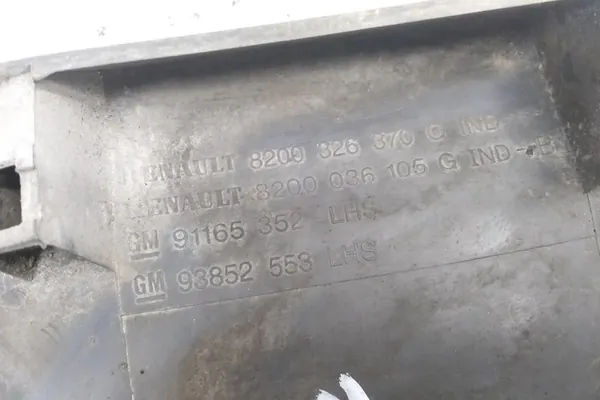 RENAULT 8200 326 370 G IND-
RENAULT 8200 036 105 G IND-B
GM 91165 352 LHS
GM 93852 553 LHS